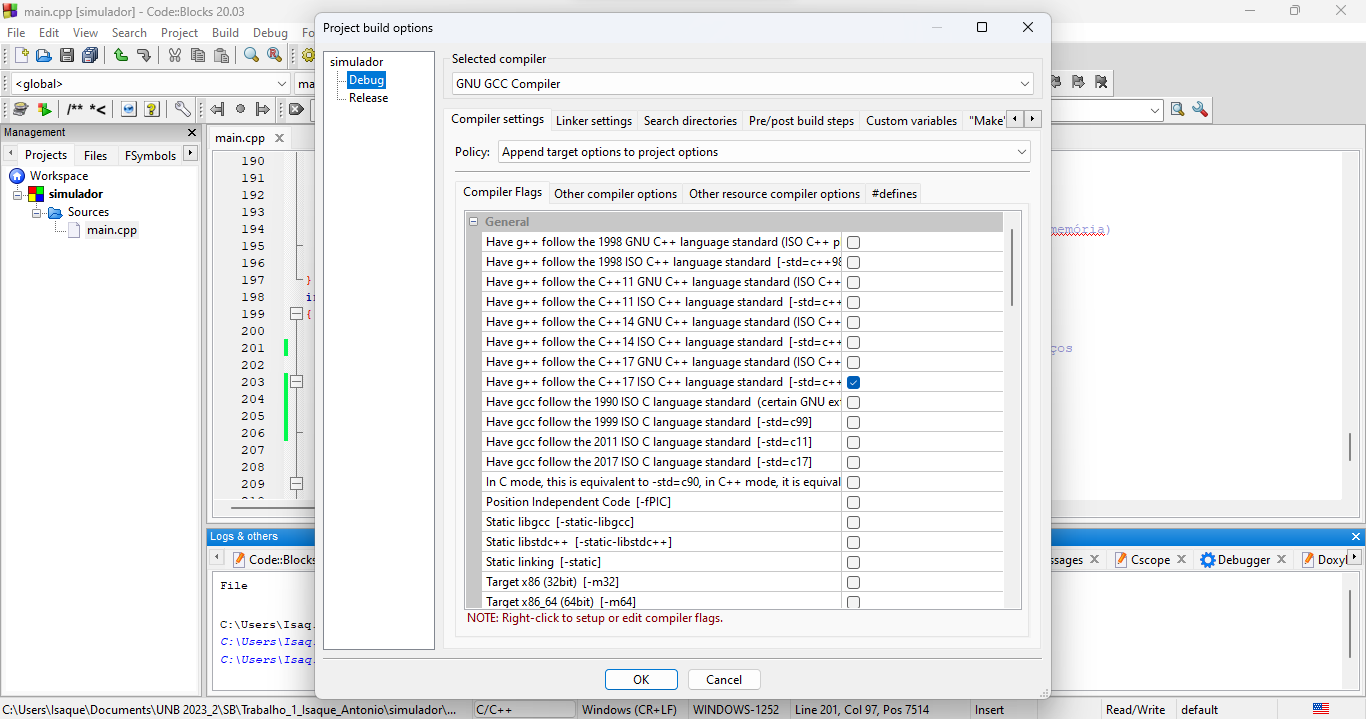 main.cpp [simulador] - Code::Blocks 20.03
File Edit View Search Project Build Debug Fo
<global>
ma
/** *<
Management
Projects Files FSymbols
Workspace
simulador
Sources
main.cpp
main.cpp
190
191
192
193
194
195
196
197 }
198 i
199 {
200
201
202
203
204
205
206
207
208
209
memória)
ços
Project build options
simulador
Debug
Release
Selected compiler
GNU GCC Compiler
Compiler settings Linker settings Search directories Pre/post build steps Custom variables "Make"
Policy: Append target options to project options
Compiler Flags Other compiler options Other resource compiler options #defines
General
Have g++ follow the 1998 GNU C++ language standard (ISO C++ p
Have g++ follow the 1998 ISO C++ language standard [-std=c++98
Have g++ follow the C++11 GNU C++ language standard (ISO C++
Have g++ follow the C++11 ISO C++ language standard [-std=c++
Have g++ follow the C++14 GNU C++ language standard (ISO C++
Have g++ follow the C++14 ISO C++ language standard [-std=c++
Have g++ follow the C++17 GNU C++ language standard (ISO C++
Have g++ follow the C++17 ISO C++ language standard [-std=c++
Have gcc follow the 1990 ISO C language standard (certain GNU ex
Have gcc follow the 1999 ISO C language standard [-std=c99]
Have gcc follow the 2011 ISO C language standard [-std=c11]
Have gcc follow the 2017 ISO C language standard [-std=c17]
In C mode, this is equivalent to -std=c90, in C++ mode, it is equival
Position Independent Code [-fPIC]
Static libgcc [-static-libgcc]
Static libstdc++ [-static-libstdc++]
Static linking [-static]
Target x86 (32bit) [-m32]
Target x86_64 (64bit) [-m64]
NOTE: Right-click to setup or edit compiler flags.
OK Cancel
Logs & others
Code::Blocks
ssages Cscope Debugger Doxy
File
C:\Users\Isaq
C:\Users\Isaq
C:\Users\Isaq
C:\Users\Isaque\Documents\UNB 2023_2\SB\Trabalho_1_Isaque_Antonio\simulador\... C/C++ Windows (CR+LF) WINDOWS-1252 Line 201, Col 97, Pos 7514 Insert Read/Write default